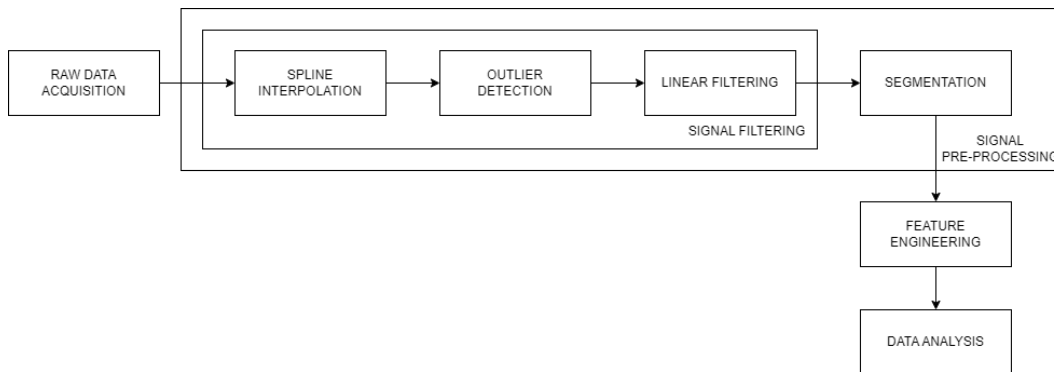 RAW DATA
ACQUISITION
SPLINE
INTERPOLATION
OUTLIER
DETECTION
LINEAR FILTERING
SEGMENTATION
SIGNAL FILTERING
SIGNAL
PRE-PROCESSING
FEATURE
ENGINEERING
DATA ANALYSIS